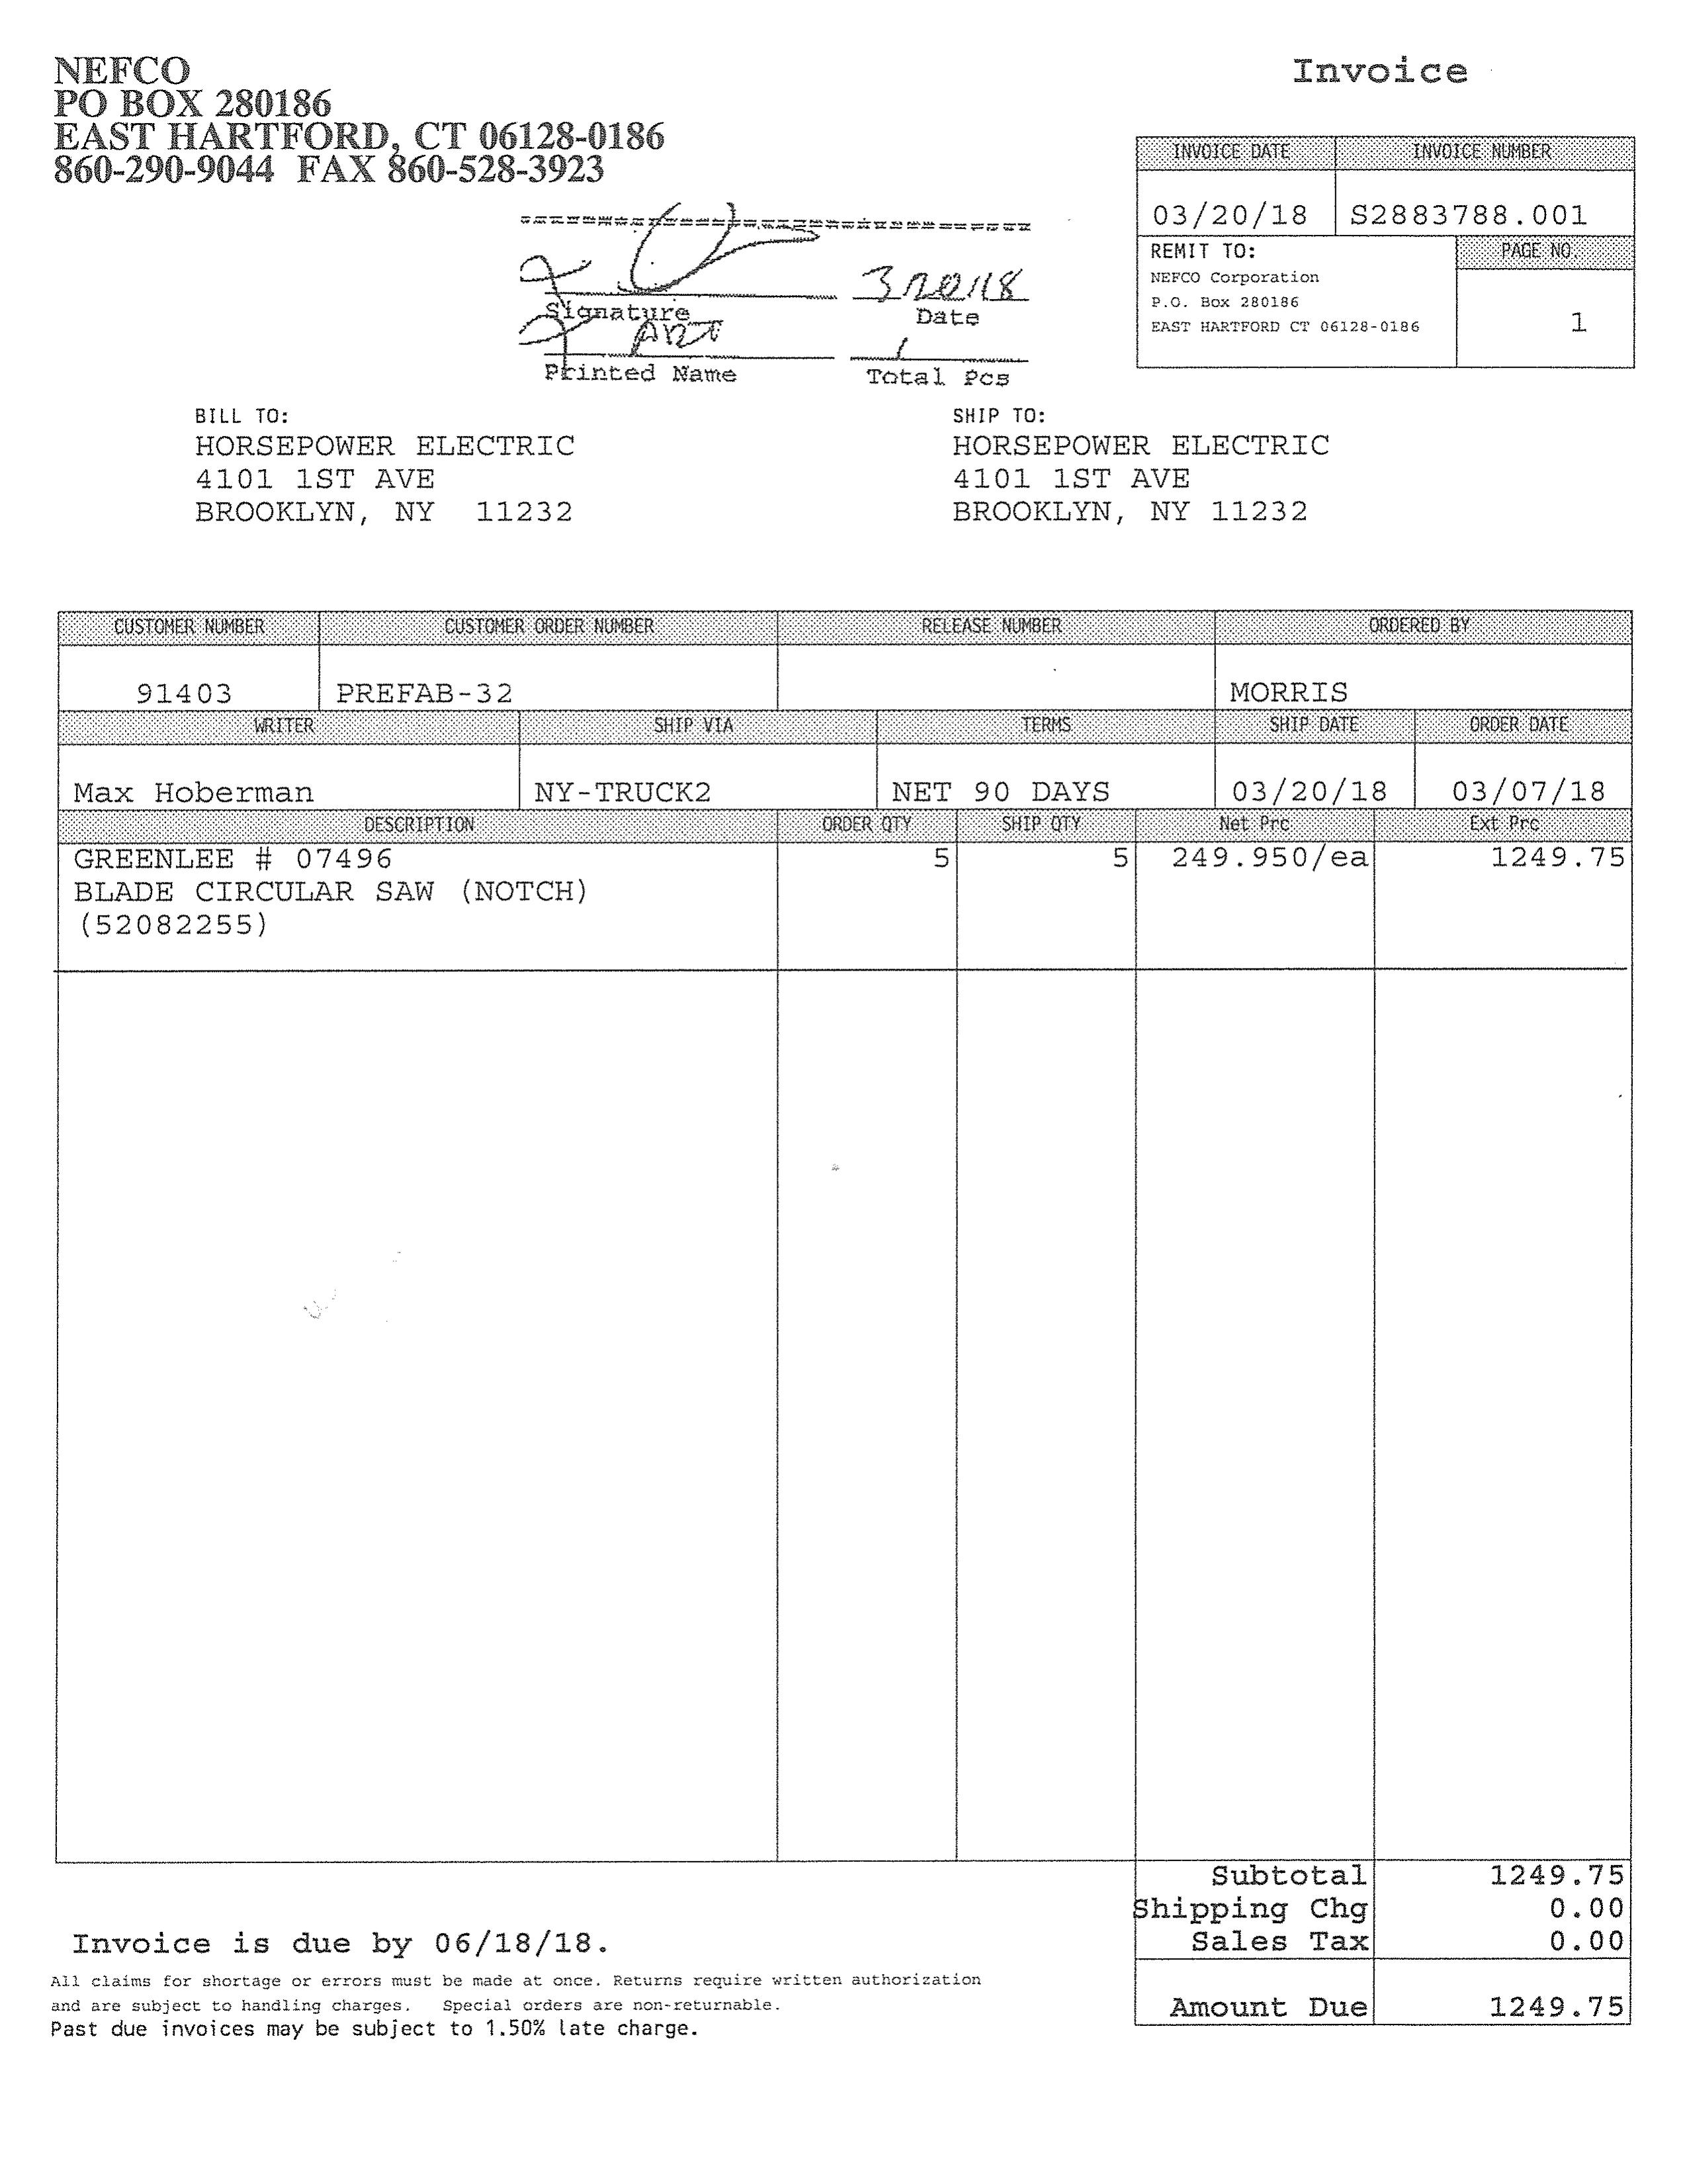 NEFCO
PO BOX 280186
EAST HARTFORD, CT 06128-0186
860-290-9044 FAX 860-528-3923
Invoice
INVOICE DATE INVOICE NUMBER
03/20/18 S2883788.001
REMIT TO: PAGE NO.
NEFCO Corporation
P.O. Box 280186
EAST HARTFORD CT 06128-0186
1
Signature Date
ART 1
Printed Name Total Pcs
BILL TO:
HORSEPOWER ELECTRIC
4101 1ST AVE
BROOKLYN, NY 11232
SHIP TO:
HORSEPOWER ELECTRIC
4101 1ST AVE
BROOKLYN, NY 11232
CUSTOMER NUMBER CUSTOMER ORDER NUMBER RELEASE NUMBER ORDERED BY
91403 PREFAB-32 MORRIS
WRITER SHIP VIA TERMS SHIP DATE ORDER DATE
Max Hoberman NY-TRUCK2 NET 90 DAYS 03/20/18 03/07/18
DESCRIPTION ORDER QTY SHIP QTY Net Prc Ext Prc
GREENLEE # 07496 5 5 249.950/ea 1249.75
BLADE CIRCULAR SAW (NOTCH)
(52082255)
Subtotal 1249.75
Shipping Chg 0.00
Sales Tax 0.00
Amount Due 1249.75
Invoice is due by 06/18/18.
All claims for shortage or errors must be made at once. Returns require written authorization
and are subject to handling charges. Special orders are non-returnable.
Past due invoices may be subject to 1.50% late charge.